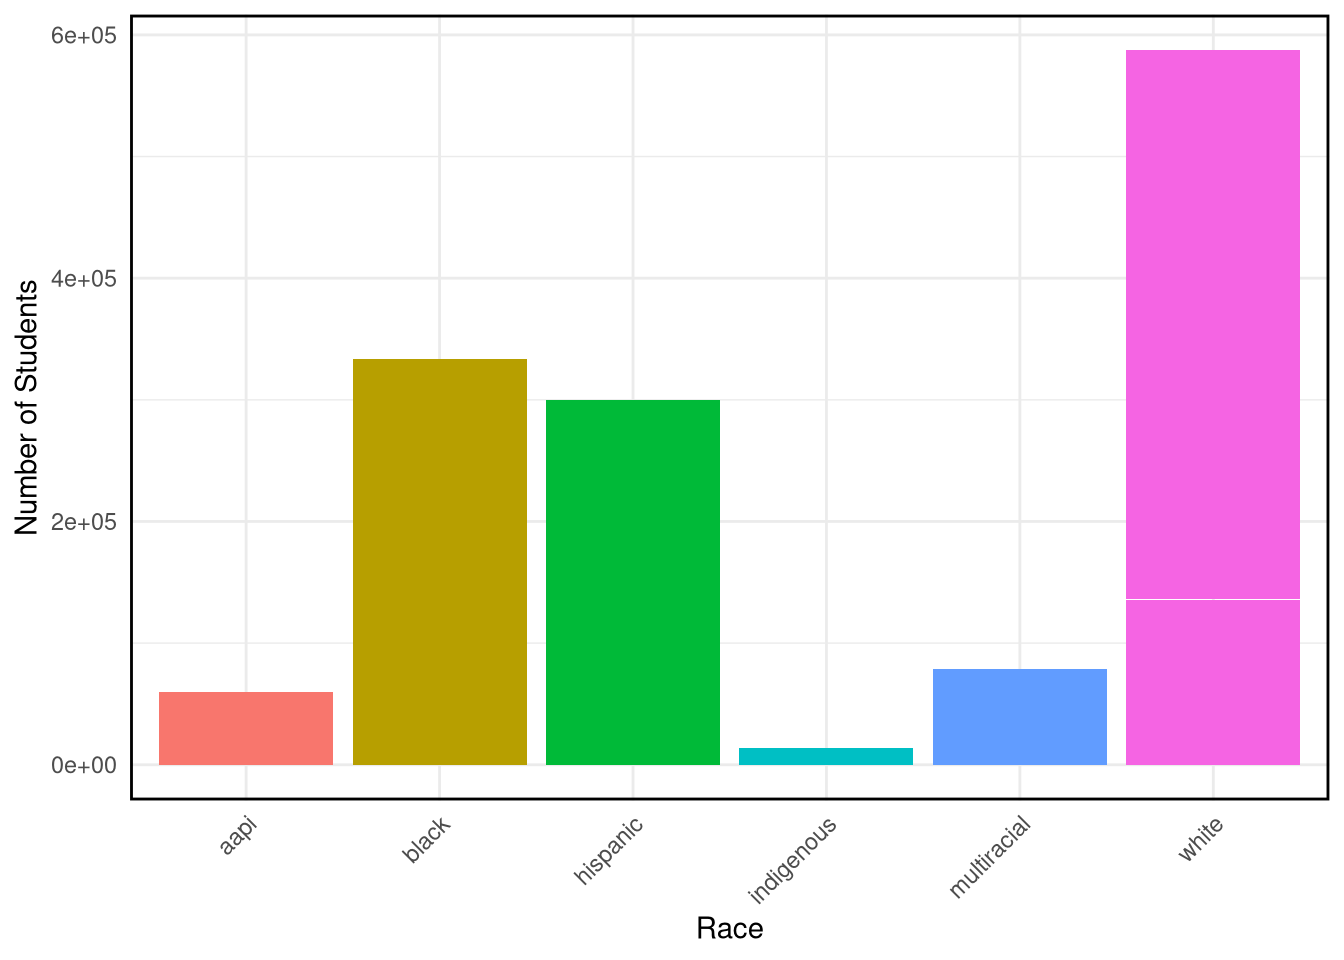 6e+05
4e+05
2e+05
0e+00
Number of Students
aapi
black
hispanic
indigenous
multiracial
white
Race